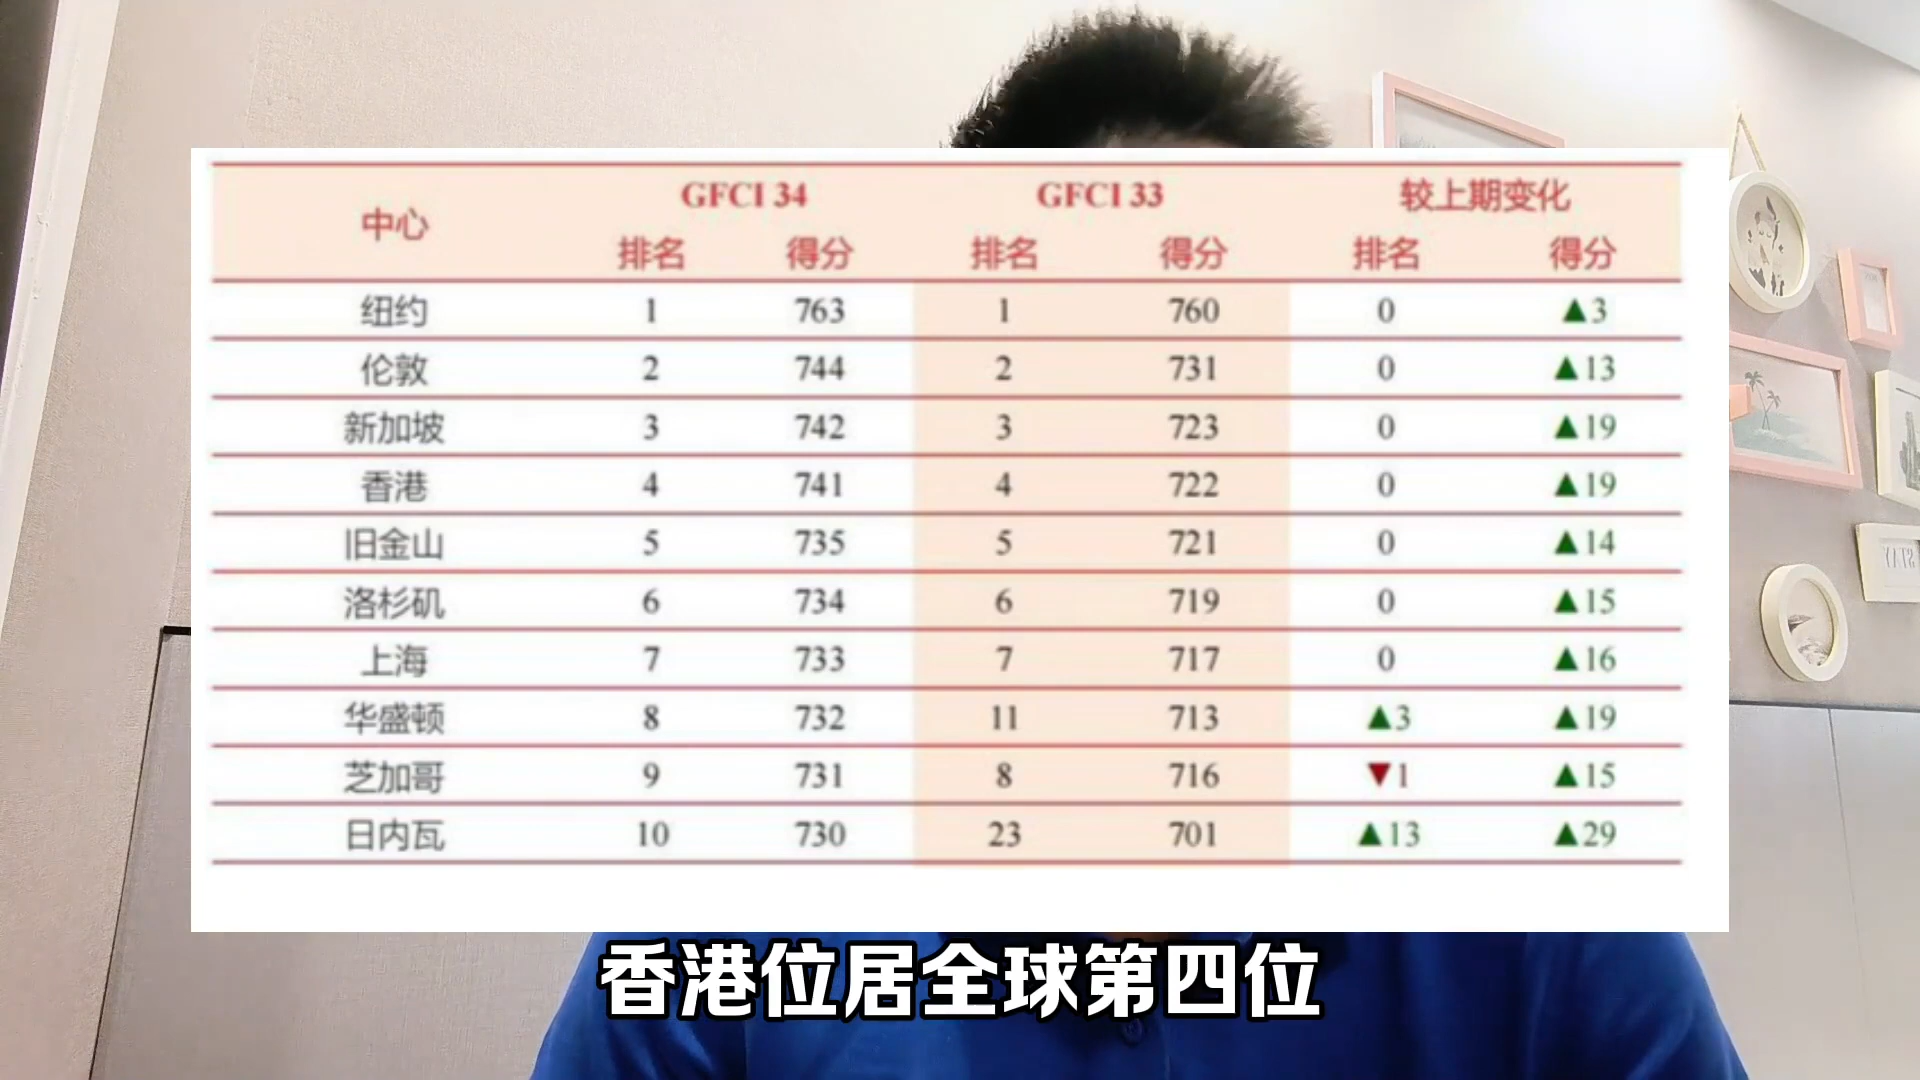 中心 GFCI 34 GFCI 33 较上期变化
排名 得分 排名 得分 排名 得分
纽约 1 763 1 760 0 ▲3
伦敦 2 744 2 731 0 ▲13
新加坡 3 742 3 723 0 ▲19
香港 4 741 4 722 0 ▲19
旧金山 5 735 5 721 0 ▲14
洛杉矶 6 734 6 719 0 ▲15
上海 7 733 7 717 0 ▲16
华盛顿 8 732 11 713 ▲3 ▲19
芝加哥 9 731 8 716 ▼1 ▲15
日内瓦 10 730 23 701 ▲13 ▲29
香港位居全球第四位